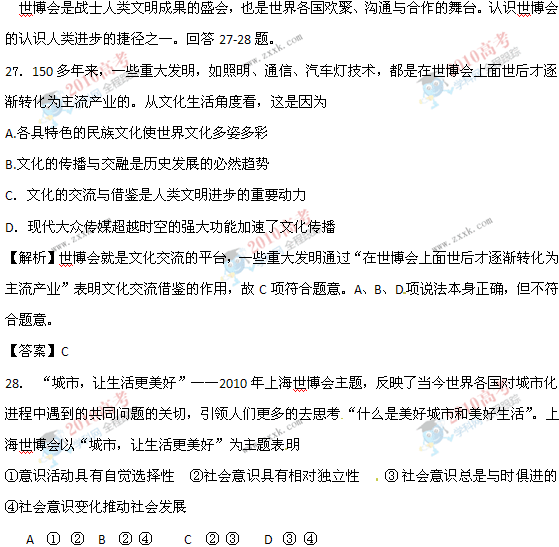 世博会是战士人类文明成果的盛会，也是世界各国欢聚、沟通与合作的舞台。认识世博会
的认识人类进步的捷径之一。回答 27-28 题。
27．150 多年来，一些重大发明，如照明、通信、汽车灯技术，都是在世博会上面世后才逐
渐转化为主流产业的。从文化生活角度看，这是因为
A.各具特色的民族文化使世界文化多姿多彩
B.文化的传播与交融是历史发展的必然趋势
C．文化的交流与借鉴是人类文明进步的重要动力
D．现代大众传媒超越时空的强大功能加速了文化传播
【解析】世博会就是文化交流的平台，一些重大发明通过“在世博会上面世后才逐渐转化为
主流产业”表明文化交流借鉴的作用，故 C 项符合题意。A、B、D.项说法本身正确，但不符
合题意。
【答案】C
28． “城市，让生活更美好”——2010 年上海世博会主题，反映了当今世界各国对城市化
进程中遇到的共同问题的关切，引领人们更多的去思考“什么是美好城市和美好生活”。上
海世博会以“城市，让生活更美好”为主题表明
①意识活动具有自觉选择性 ②社会意识具有相对独立性 ③社会意识总是与时俱进的
④社会意识变化推动社会发展
A ① ② B ② ④ C ② ③ D ③ ④